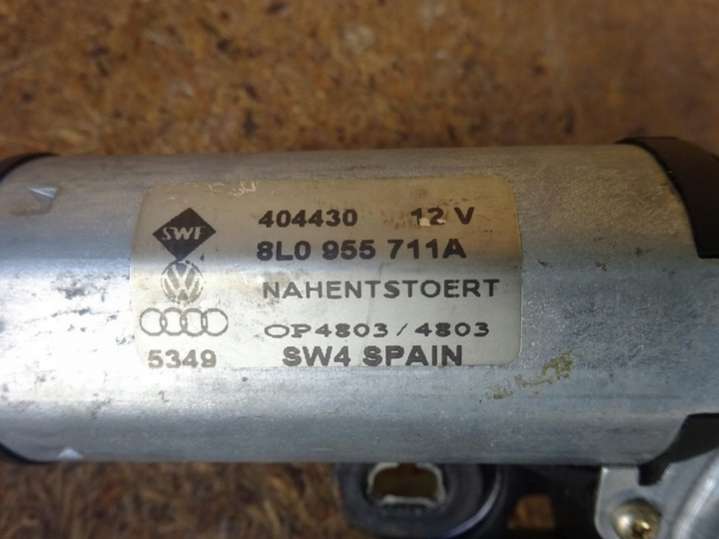 SWF
404430 12 V
8L0 955 711A
NAHENTSTOERT
OP4803/4803
5349
SW4 SPAIN